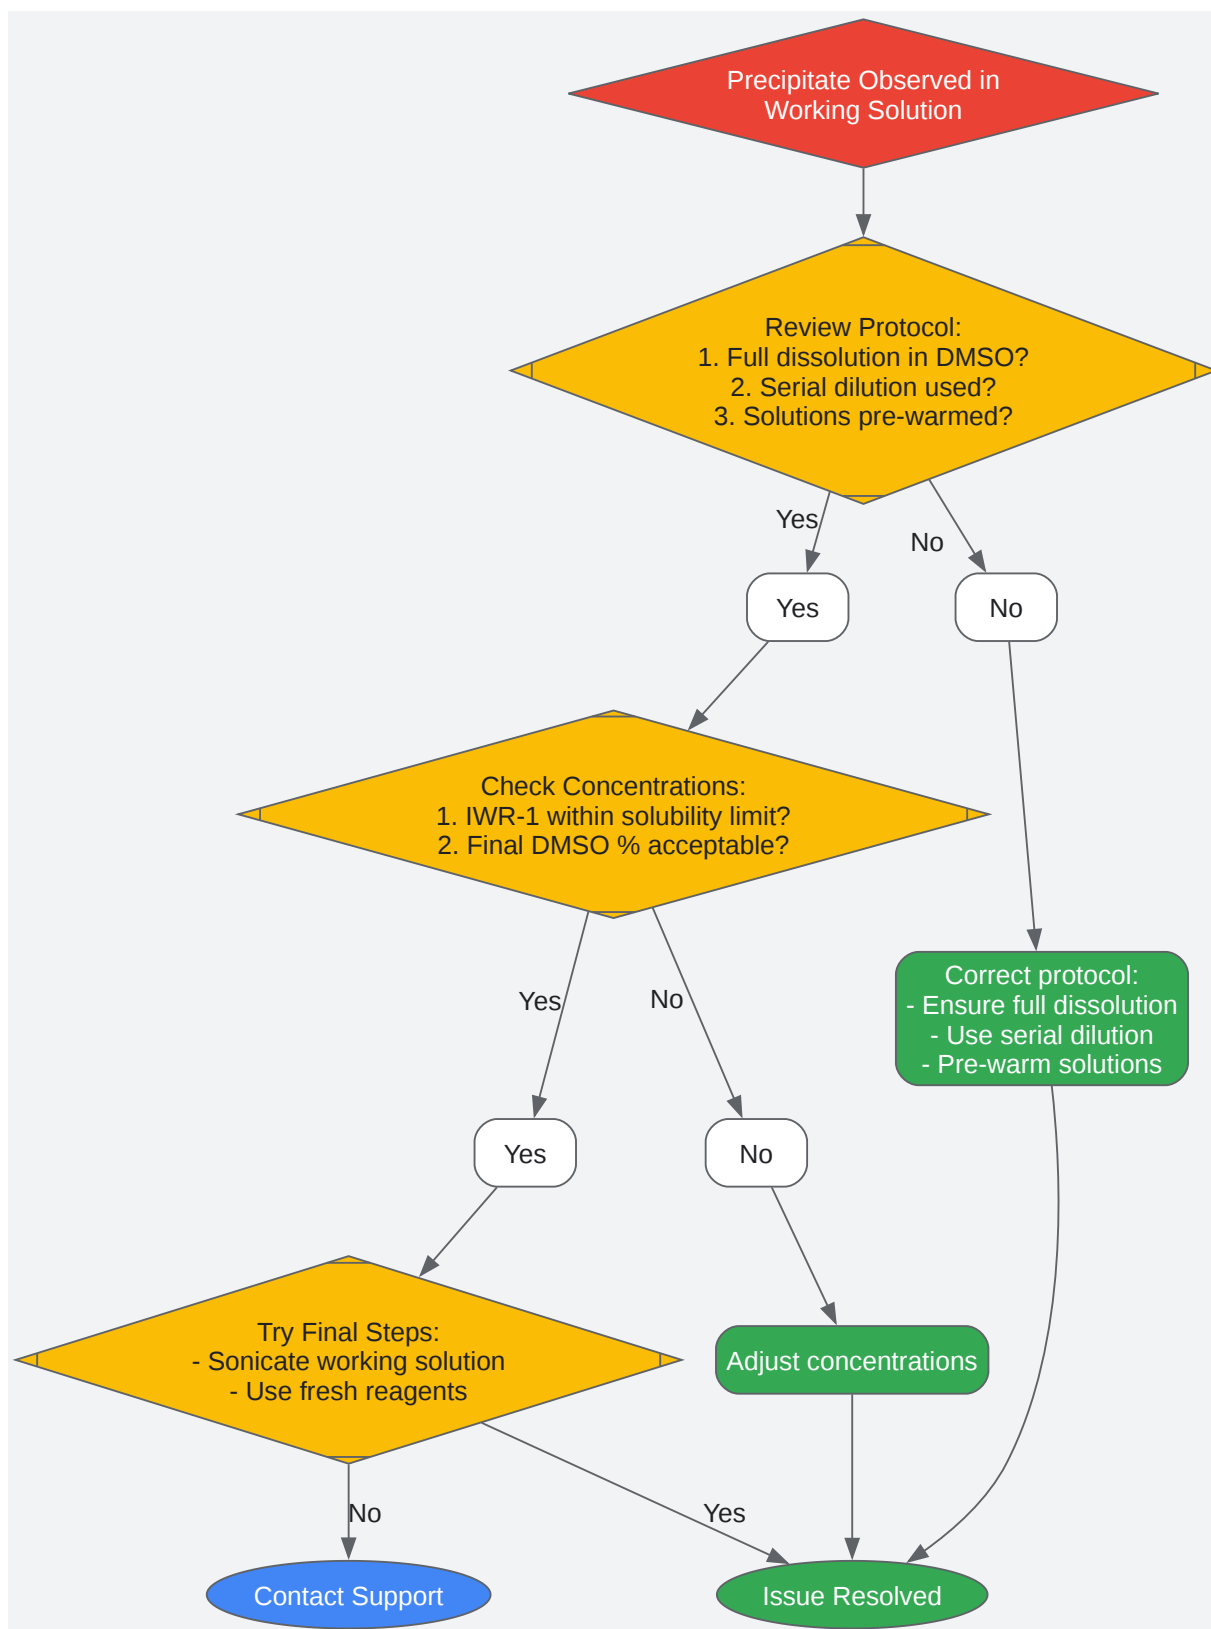 Precipitate Observed in
Working Solution
Review Protocol:
1. Full dissolution in DMSO?
2. Serial dilution used?
3. Solutions pre-warmed?
Yes
No
Yes
No
Check Concentrations:
1. IWR-1 within solubility limit?
2. Final DMSO % acceptable?
Correct protocol:
- Ensure full dissolution
- Use serial dilution
- Pre-warm solutions
Yes
No
Yes
No
Try Final Steps:
- Sonicate working solution
- Use fresh reagents
Adjust concentrations
No
Yes
Contact Support
Issue Resolved